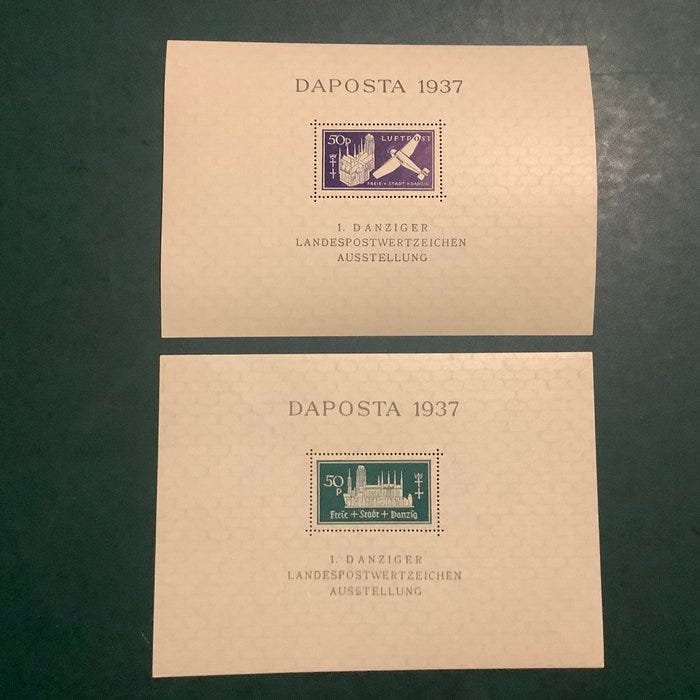 DAPOSTA 1937
50p LUFTPOST
FREIE + STADT + DANZIG
1. DANZIGER
LANDESPOSTWERTZEICHEN
AUSSTELLUNG
DAPOSTA 1937
50
p
Freie + Stadt + Danzig
1. DANZIGER
LANDESPOSTWERTZEICHEN
AUSSTELLUNG